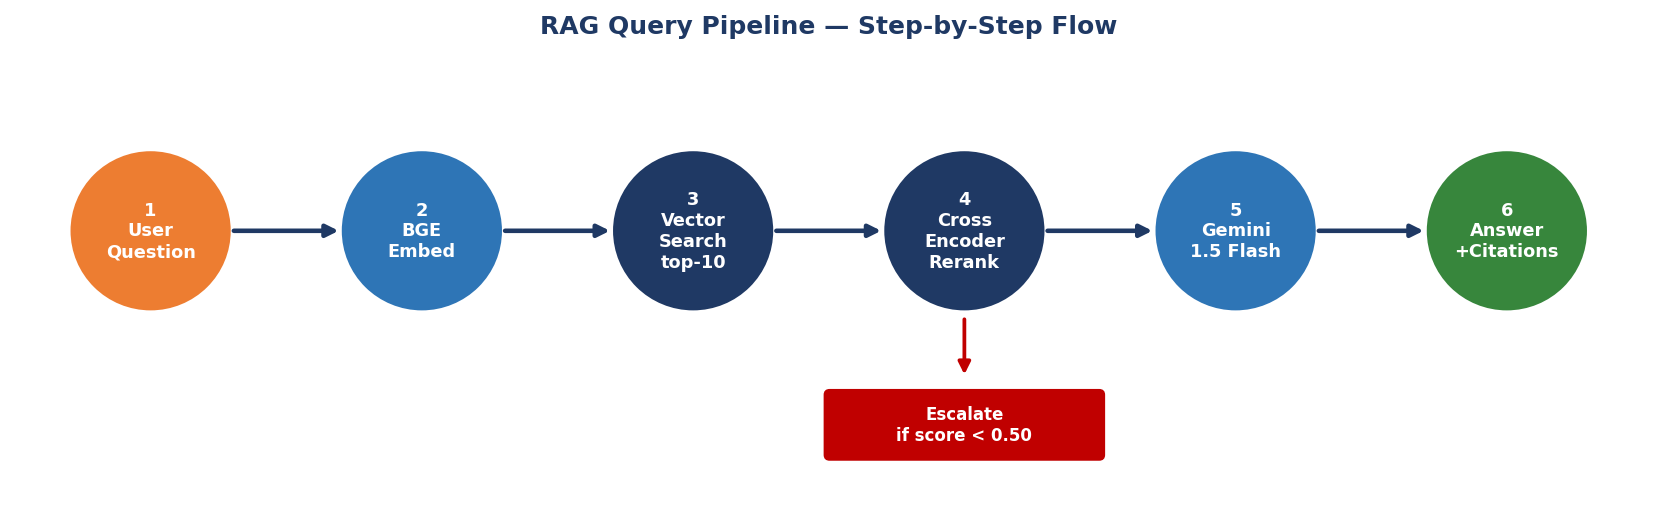 RAG Query Pipeline — Step-by-Step Flow
1
User
Question
2
BGE
Embed
3
Vector
Search
top-10
4
Cross
Encoder
Rerank
5
Gemini
1.5 Flash
6
Answer
+Citations
Escalate
if score < 0.50